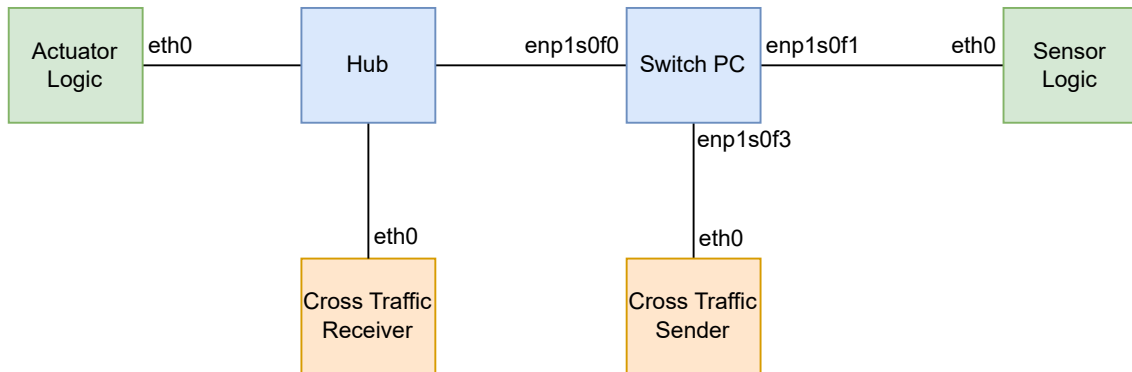 Actuator
Logic
eth0
Hub
enp1s0f0
Switch PC
enp1s0f1
eth0
Sensor
Logic
enp1s0f3
eth0
eth0
Cross Traffic
Receiver
Cross Traffic
Sender